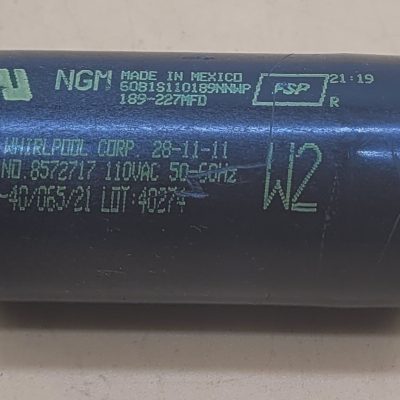 NGM MADE IN MEXICO FSP 21:19
60B1S110189NNWP R
189-227MFD
WHIRLPOOL CORP. 28-11-11
NO. 8572717 110VAC 50-60Hz W2
-40/065/21 LOT:40274